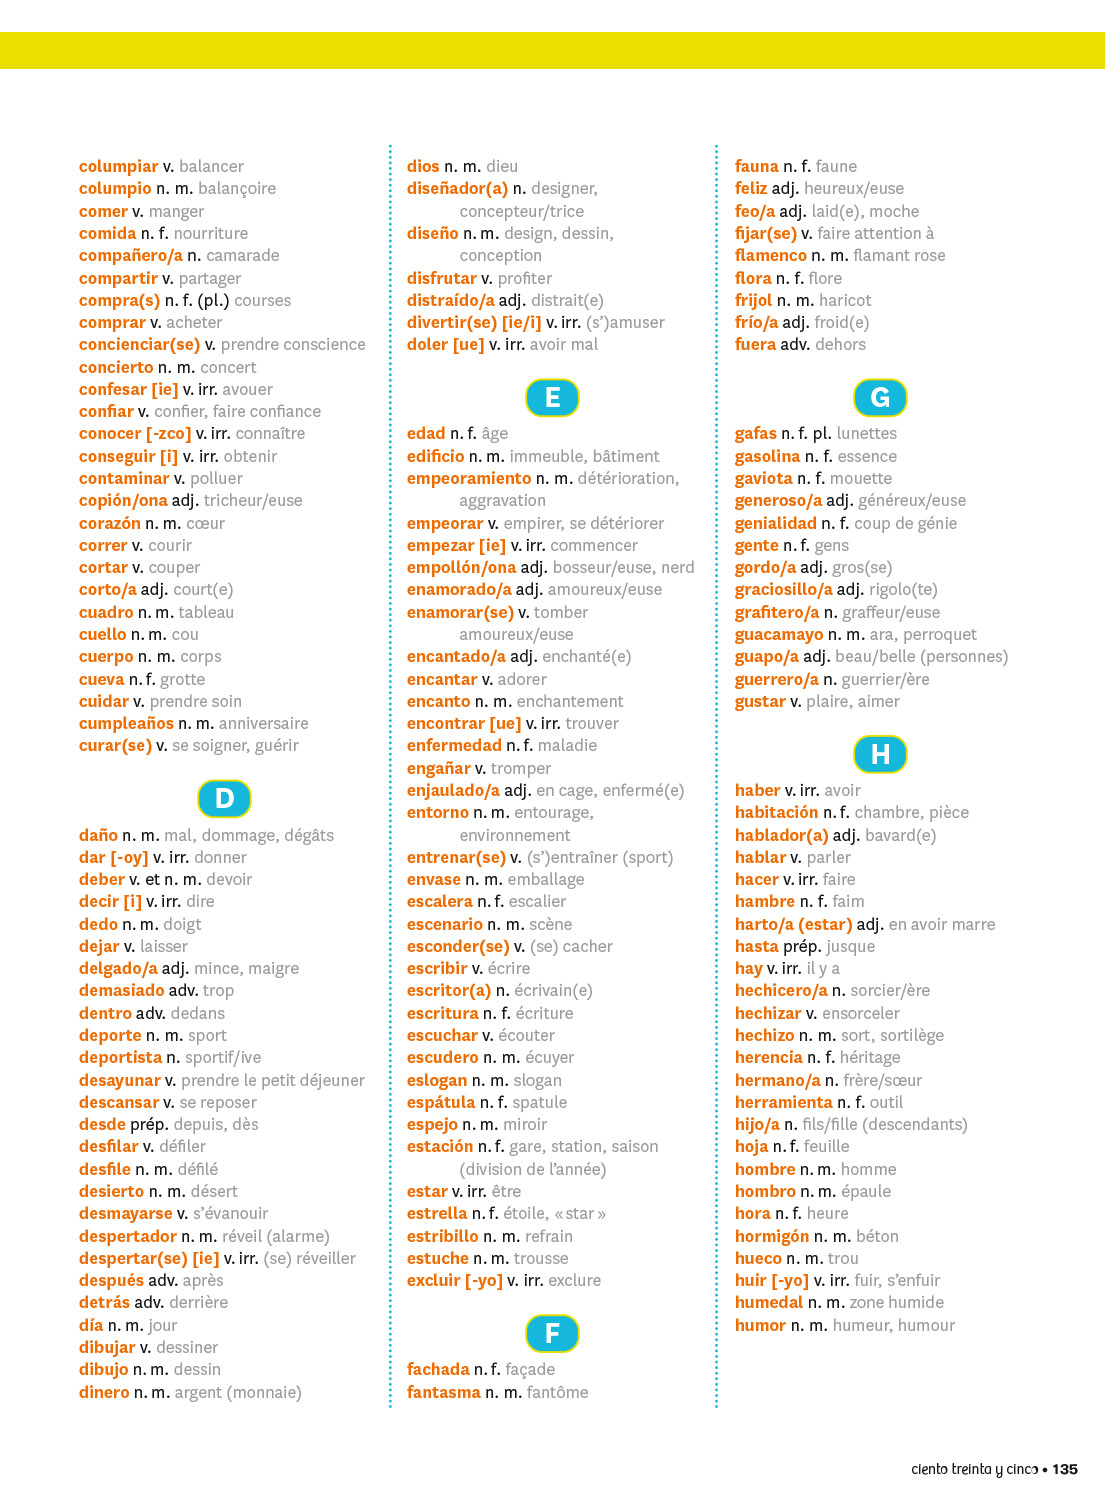 columpiar v. balancer
columpio n. m. balançoire
comer v. manger
comida n. f. nourriture
compañero/a n. camarade
compartir v. partager
compra(s) n. f. (pl.) courses
comprar v. acheter
concienciar(se) v. prendre conscience
concierto n. m. concert
confesar [ie] v. irr. avouer
confiar v. confier, faire confiance
conocer [-zco] v. irr. connaître
conseguir [i] v. irr. obtenir
contaminar v. polluer
copión/ona adj. tricheur/euse
corazón n. m. cœur
correr v. courir
cortar v. couper
corto/a adj. court(e)
cuadro n. m. tableau
cuello n. m. cou
cuerpo n. m. corps
cueva n. f. grotte
cuidar v. prendre soin
cumpleaños n. m. anniversaire
curar(se) v. se soigner, guérir
D
daño n. m. mal, dommage, dégâts
dar [-oy] v. irr. donner
deber v. et n. m. devoir
decir [i] v. irr. dire
dedo n. m. doigt
dejar v. laisser
delgado/a adj. mince, maigre
demasiado adv. trop
dentro adv. dedans
deporte n. m. sport
deportista n. sportif/ive
desayunar v. prendre le petit déjeuner
descansar v. se reposer
desde prép. depuis, dès
desfilar v. défiler
desfile n. m. défilé
desierto n. m. désert
desmayarse v. s'évanouir
despertador n. m. réveil (alarme)
despertar(se) [ie] v. irr. (se) réveiller
después adv. après
detrás adv. derrière
día n. m. jour
dibujar v. dessiner
dibujo n. m. dessin
dinero n. m. argent (monnaie)
dios n. m. dieu
diseñador(a) n. designer,
concepteur/trice
diseño n. m. design, dessin,
conception
disfrutar v. profiter
distraído/a adj. distrait(e)
divertir(se) [ie/i] v. irr. (s')amuser
doler [ue] v. irr. avoir mal
E
edad n. f. âge
edificio n. m. immeuble, bâtiment
empeoramiento n. m. détérioration,
aggravation
empeorar v. empirer, se détériorer
empezar [ie] v. irr. commencer
empollón/ona adj. bosseur/euse, nerd
enamorado/a adj. amoureux/euse
enamorar(se) v. tomber
amoureux/euse
encantado/a adj. enchanté(e)
encantar v. adorer
encanto n. m. enchantement
encontrar [ue] v. irr. trouver
enfermedad n. f. maladie
engañar v. tromper
enjaulado/a adj. en cage, enfermé(e)
entorno n. m. entourage,
environnement
entrenar(se) v. (s')entraîner (sport)
envase n. m. emballage
escalera n. f. escalier
escenario n. m. scène
esconder(se) v. (se) cacher
escribir v. écrire
escritor(a) n. écrivain(e)
escritura n. f. écriture
escuchar v. écouter
escudero n. m. écuyer
eslogan n. m. slogan
espátula n. f. spatule
espejo n. m. miroir
estación n. f. gare, station, saison
(division de l'année)
estar v. irr. être
estrella n. f. étoile, « star »
estribillo n. m. refrain
estuche n. m. trousse
excluir [-yo] v. irr. exclure
F
fachada n. f. façade
fantasma n. m. fantôme
fauna n. f. faune
feliz adj. heureux/euse
feo/a adj. laid(e), moche
fijar(se) v. faire attention à
flamenco n. m. flamant rose
flora n. f. flore
frijol n. m. haricot
frío/a adj. froid(e)
fuera adv. dehors
G
gafas n. f. pl. lunettes
gasolina n. f. essence
gaviota n. f. mouette
generoso/a adj. généreux/euse
genialidad n. f. coup de génie
gente n. f. gens
gordo/a adj. gros(se)
graciosillo/a adj. rigolo(te)
grafitero/a n. graffeur/euse
guacamayo n. m. ara, perroquet
guapo/a adj. beau/belle (personnes)
guerrero/a n. guerrier/ère
gustar v. plaire, aimer
H
haber v. irr. avoir
habitación n. f. chambre, pièce
hablador(a) adj. bavard(e)
hablar v. parler
hacer v. irr. faire
hambre n. f. faim
harto/a (estar) adj. en avoir marre
hasta prép. jusque
hay v. irr. il y a
hechicero/a n. sorcier/ère
hechizar v. ensorceler
hechizo n. m. sort, sortilège
herencia n. f. héritage
hermano/a n. frère/sœur
herramienta n. f. outil
hijo/a n. fils/fille (descendants)
hoja n. f. feuille
hombre n. m. homme
hombro n. m. épaule
hora n. f. heure
hormigón n. m. béton
hueco n. m. trou
huir [-yo] v. irr. fuir, s'enfuir
humedal n. m. zone humide
humor n. m. humeur, humour
ciento treinta y cinco • 135